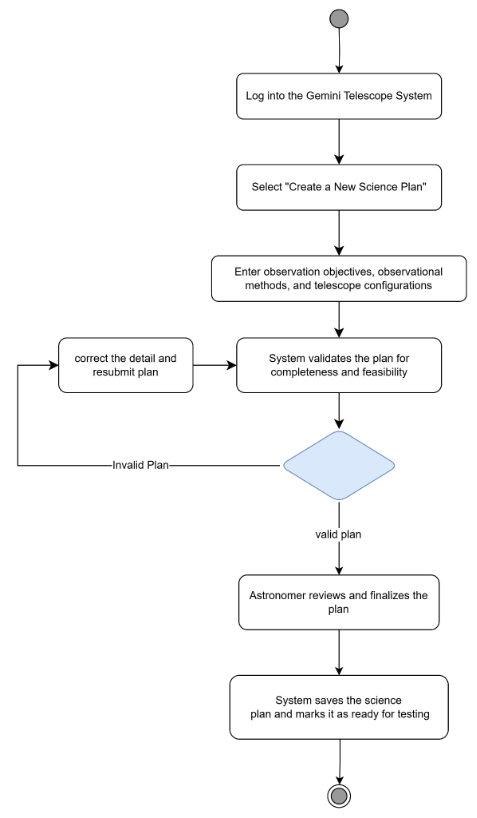 Log into the Gemini Telescope System
Select "Create a New Science Plan"
Enter observation objectives, observational
methods, and telescope configurations
correct the detail and
resubmit plan
System validates the plan for
completeness and feasibility
Invalid Plan
valid plan
Astronomer reviews and finalizes the
plan
System saves the science
plan and marks it as ready for testing